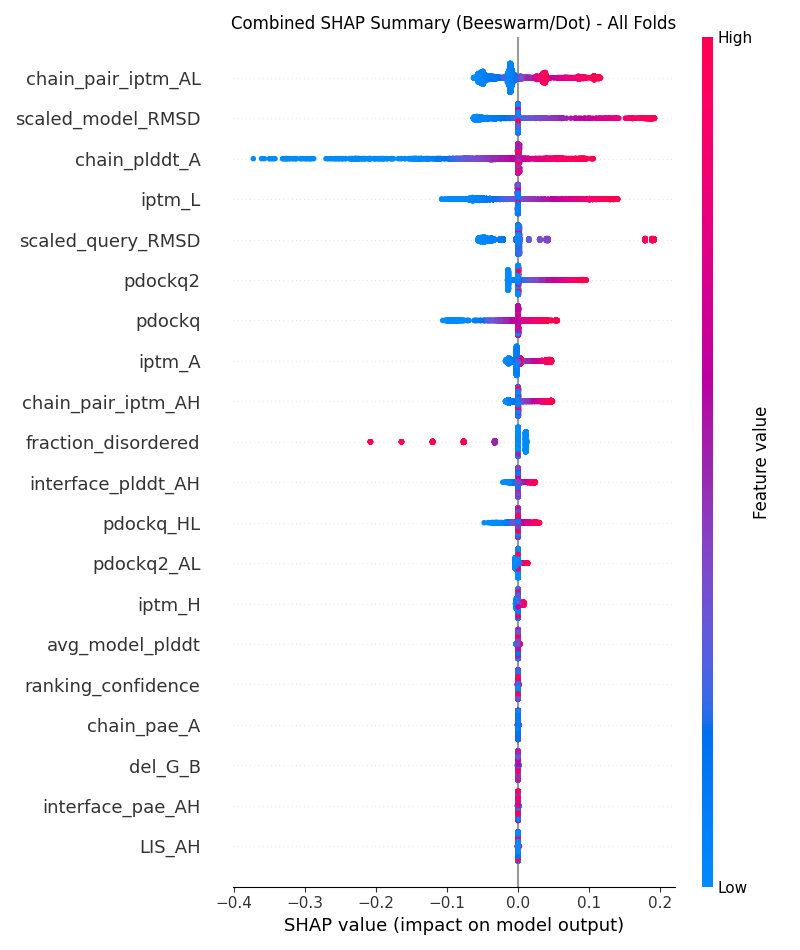 Combined SHAP Summary (Beeswarm/Dot) - All Folds
High
chain_pair_iptm_AL
scaled_model_RMSD
chain_plddt_A
iptm_L
scaled_query_RMSD
pdockq2
pdockq
iptm_A
chain_pair_iptm_AH
fraction_disordered
interface_plddt_AH
pdockq_HL
pdockq2_AL
iptm_H
avg_model_plddt
ranking_confidence
chain_pae_A
del_G_B
interface_pae_AH
LIS_AH
Feature value
Low
−0.4 −0.3 −0.2 −0.1 0.0 0.1 0.2
SHAP value (impact on model output)